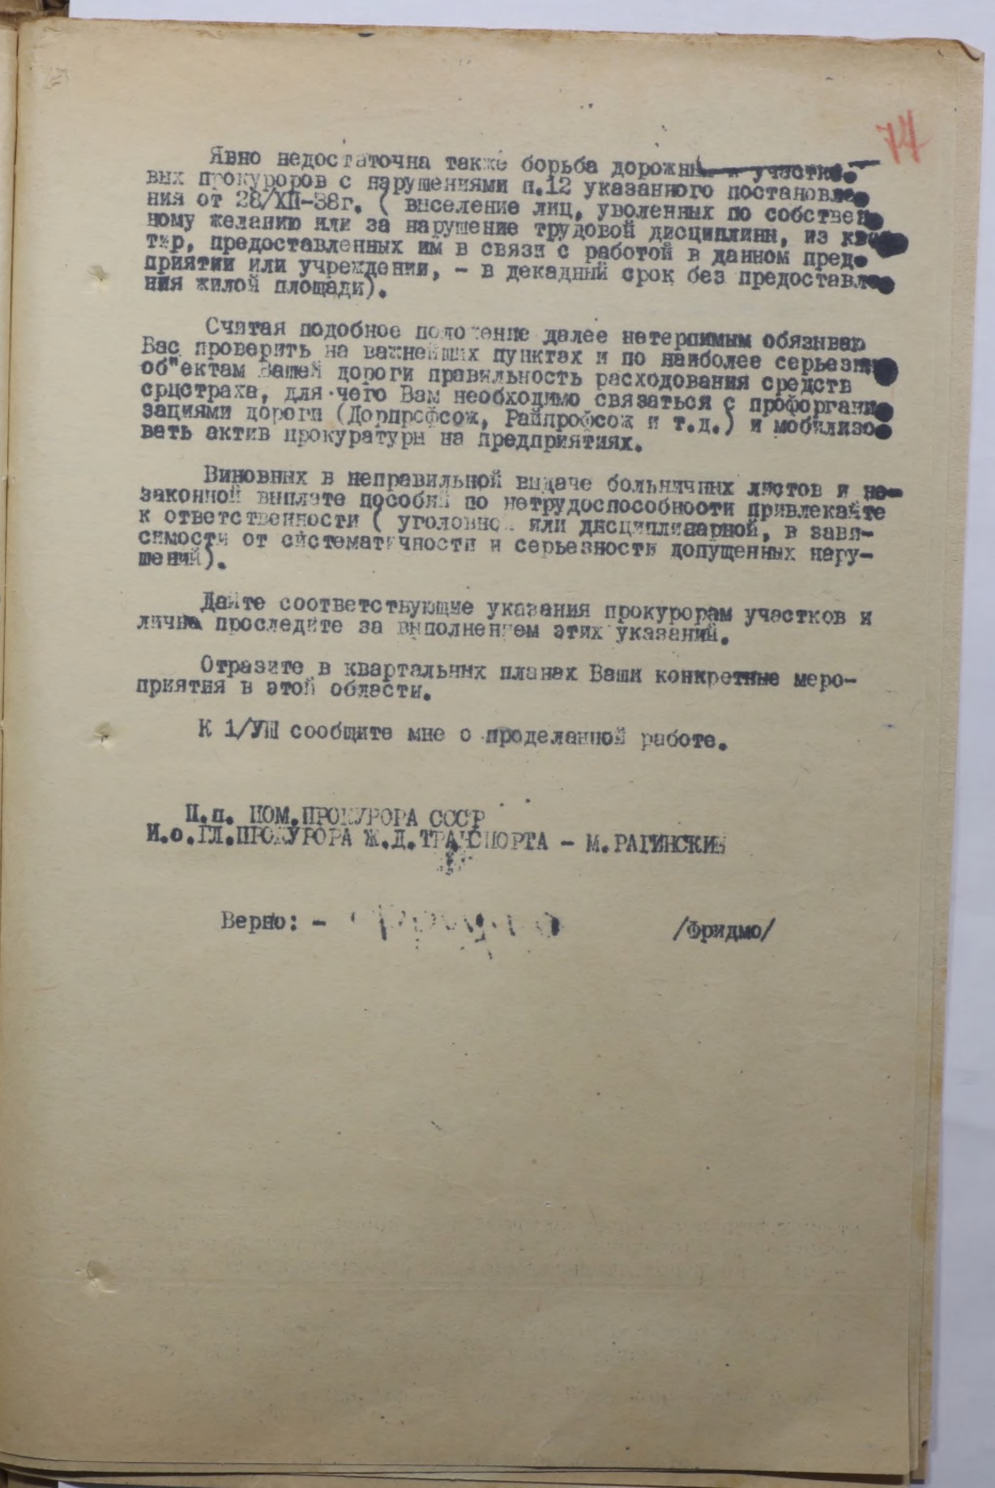 77
Явно недостаточна также борьба дорожных и участко-
вых прокуроров с нарушениями п.12 указанного постановле-
ния от 28/ХП-38г. ( выселение лиц, уволенных по собствен-
ному желанию или за нарушение трудовой дисциплины, из квар-
тир, предоставленных им в связи с работой в данном пред-
приятии или учреждении, - в декадный срок без предоставле-
ния жилой площади).
Считая подобное положение далее нетерпимым обязываю
Вас проверить на важнейших пунктах и по наиболее серьезным
об"ектам Вашей дороги правильность расходования средств
срцстраха, для чего Вам необходимо связаться с профоргани-
зациями дороги (Дорпрофсож, Райпрофсож и т.д.) и мобилизо-
вать актив прокуратуры на предприятиях.
Виновных в неправильной выдаче больничных листов и не-
законной выплате пособий по нетрудоспособности привлекайте
к ответственности ( уголовной или дисциплинарной, в зави-
симости от систематичности и серьезности допущенных нару-
шений).
Дайте соответствующие указания прокурорам участков и
лично проследите за выполнением этих указаний.
Отразите в квартальных планах Ваши конкретные меро-
приятия в этой области.
К 1/УШ сообщите мне о проделанной работе.
П.п. ПОМ.ПРОКУРОРА СССР
И.о.ГЛ.ПРОКУРОРА Ж.Д.ТРАНСПОРТА - М.РАГИНСКИЙ
Верно: - /Фридмо/